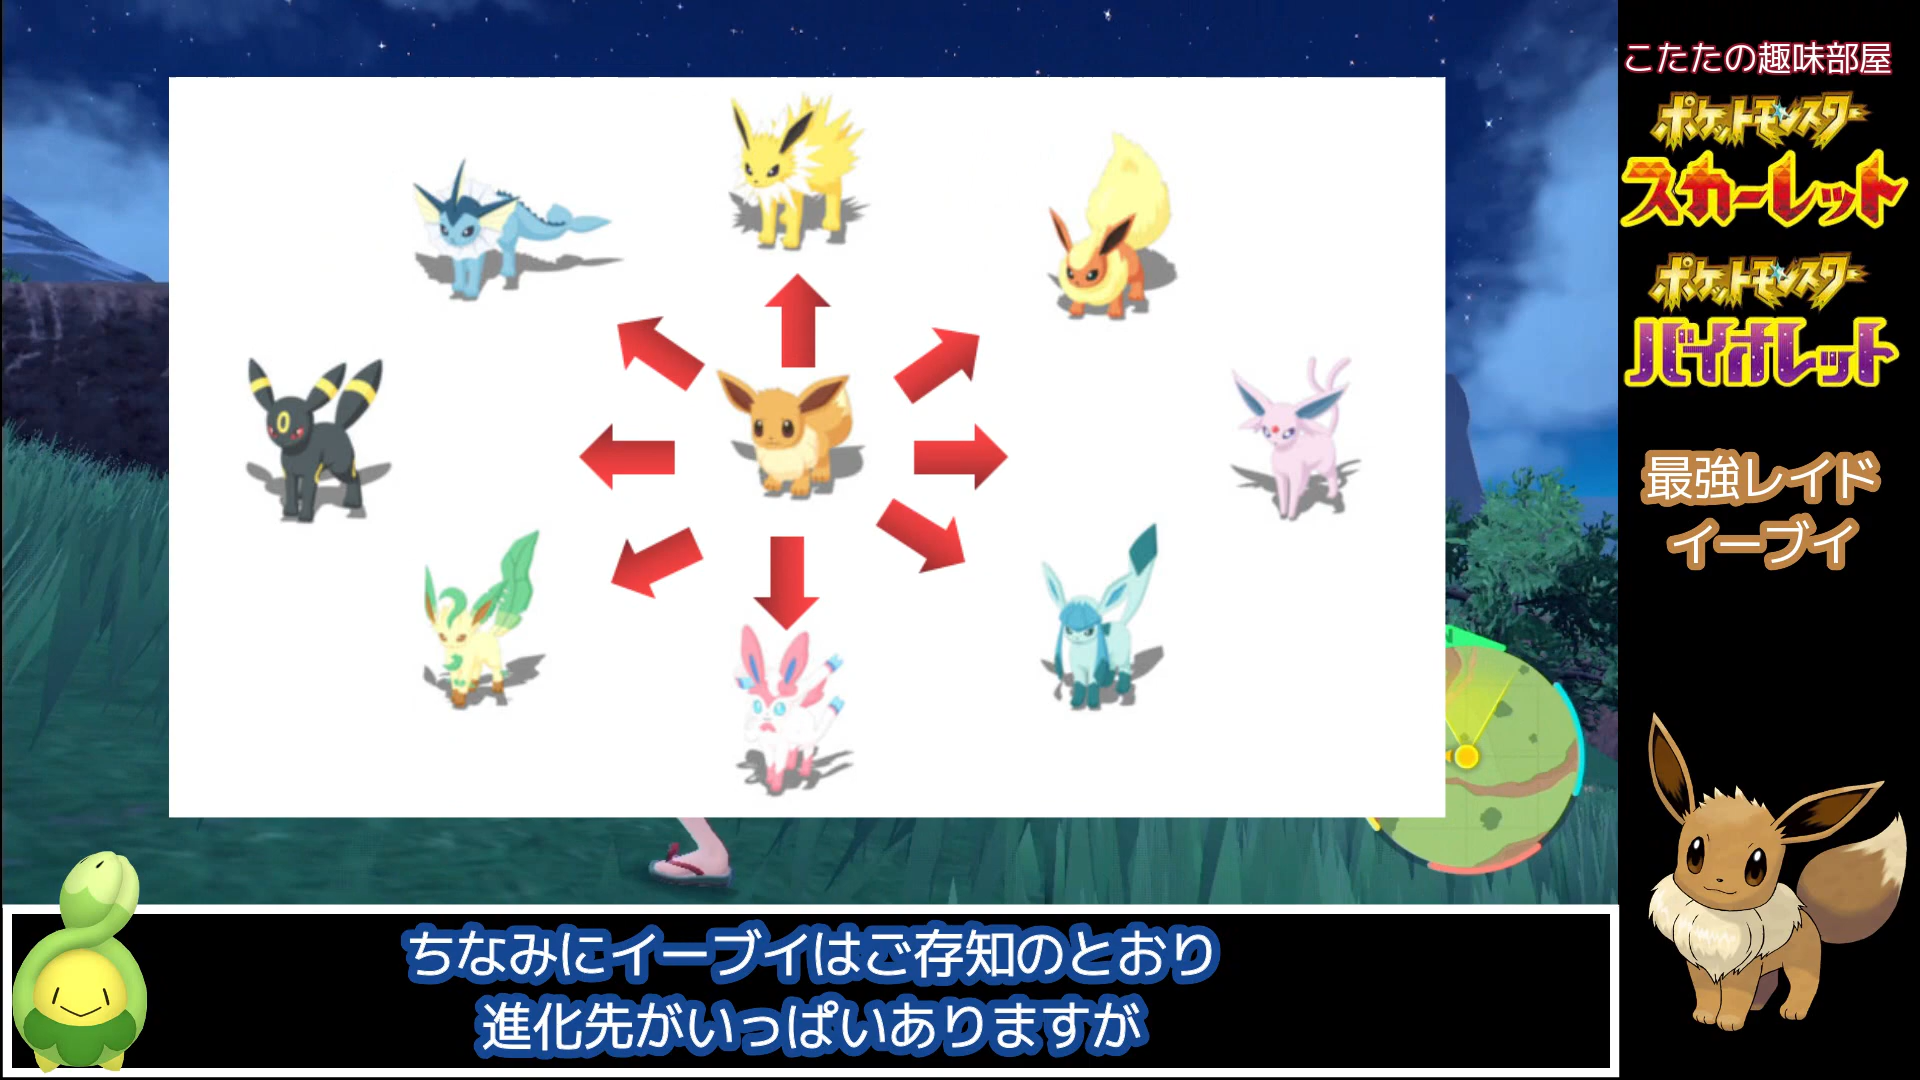 こたたの趣味部屋
ポケットモンスター
スカーレット
ポケットモンスター
バイオレット
最強レイド
イーブイ
N
ちなみにイーブイはご存知のとおり
進化先がいっぱいありますが